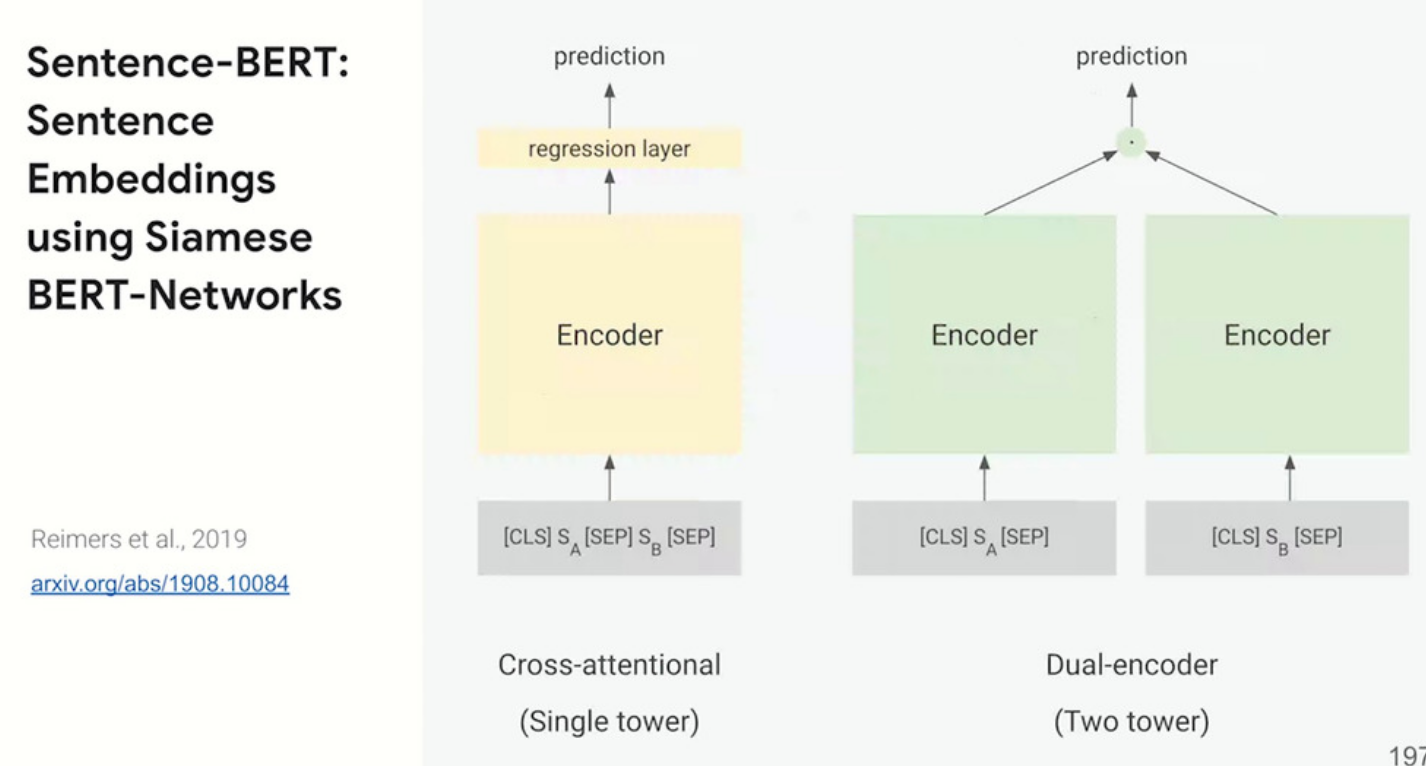 Sentence-BERT:
Sentence
Embeddings
using Siamese
BERT-Networks
Reimers et al., 2019
arxiv.org/abs/1908.10084
prediction
regression layer
Encoder
[CLS] S_A [SEP] S_B [SEP]
Cross-attentional
(Single tower)
prediction
Encoder
Encoder
[CLS] S_A [SEP]
[CLS] S_B [SEP]
Dual-encoder
(Two tower)
197